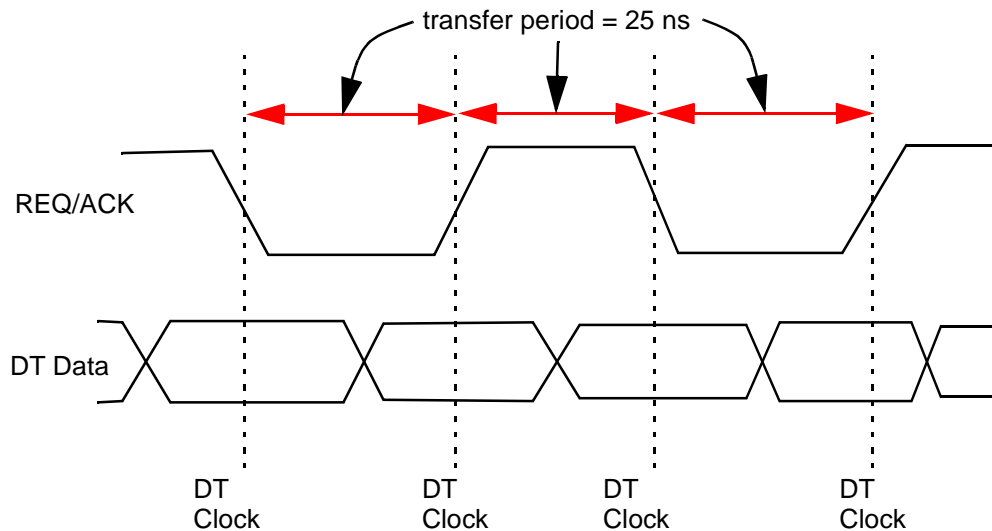 transfer period = 25 ns
REQ/ACK
DT Data
DT
Clock
DT
Clock
DT
Clock
DT
Clock